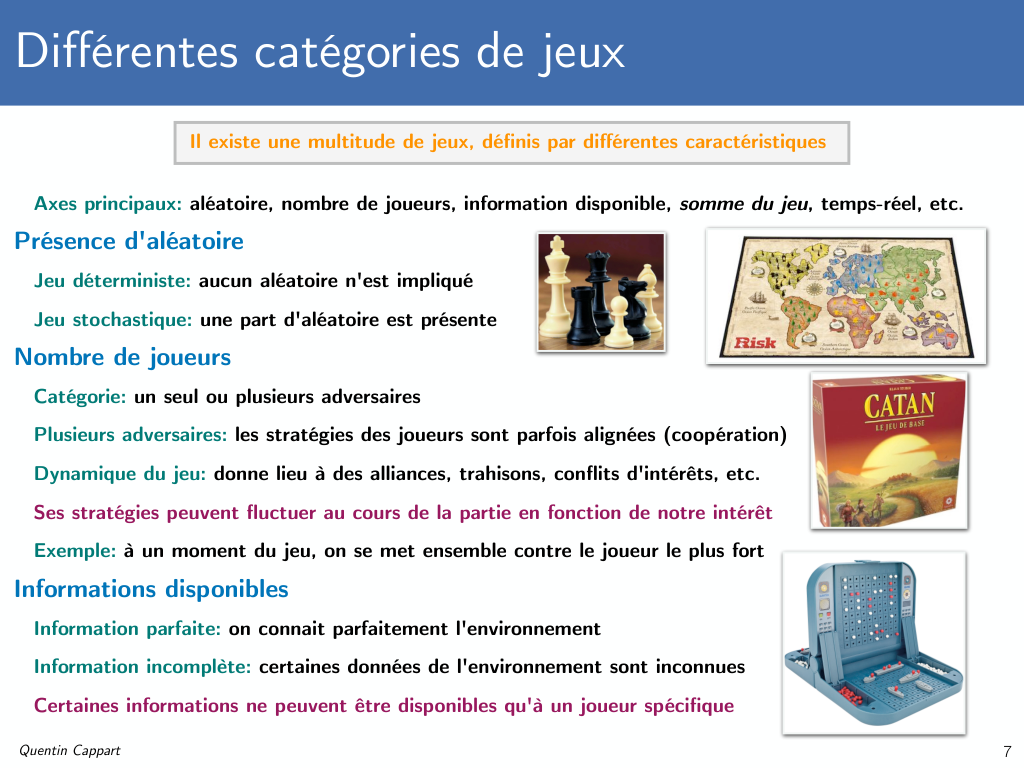 Différentes catégories de jeux
Il existe une multitude de jeux, définis par différentes caractéristiques
Axes principaux: aléatoire, nombre de joueurs, information disponible, somme du jeu, temps-réel, etc.
Présence d'aléatoire
Jeu déterministe: aucun aléatoire n'est impliqué
Jeu stochastique: une part d'aléatoire est présente
Risk
Nombre de joueurs
Catégorie: un seul ou plusieurs adversaires
Plusieurs adversaires: les stratégies des joueurs sont parfois alignées (coopération)
Dynamique du jeu: donne lieu à des alliances, trahisons, conflits d'intérêts, etc.
Ses stratégies peuvent fluctuer au cours de la partie en fonction de notre intérêt
Exemple: à un moment du jeu, on se met ensemble contre le joueur le plus fort
CATAN
LE JEU DE BASE
Informations disponibles
Information parfaite: on connait parfaitement l'environnement
Information incomplète: certaines données de l'environnement sont inconnues
Certaines informations ne peuvent être disponibles qu'à un joueur spécifique
Quentin Cappart
7